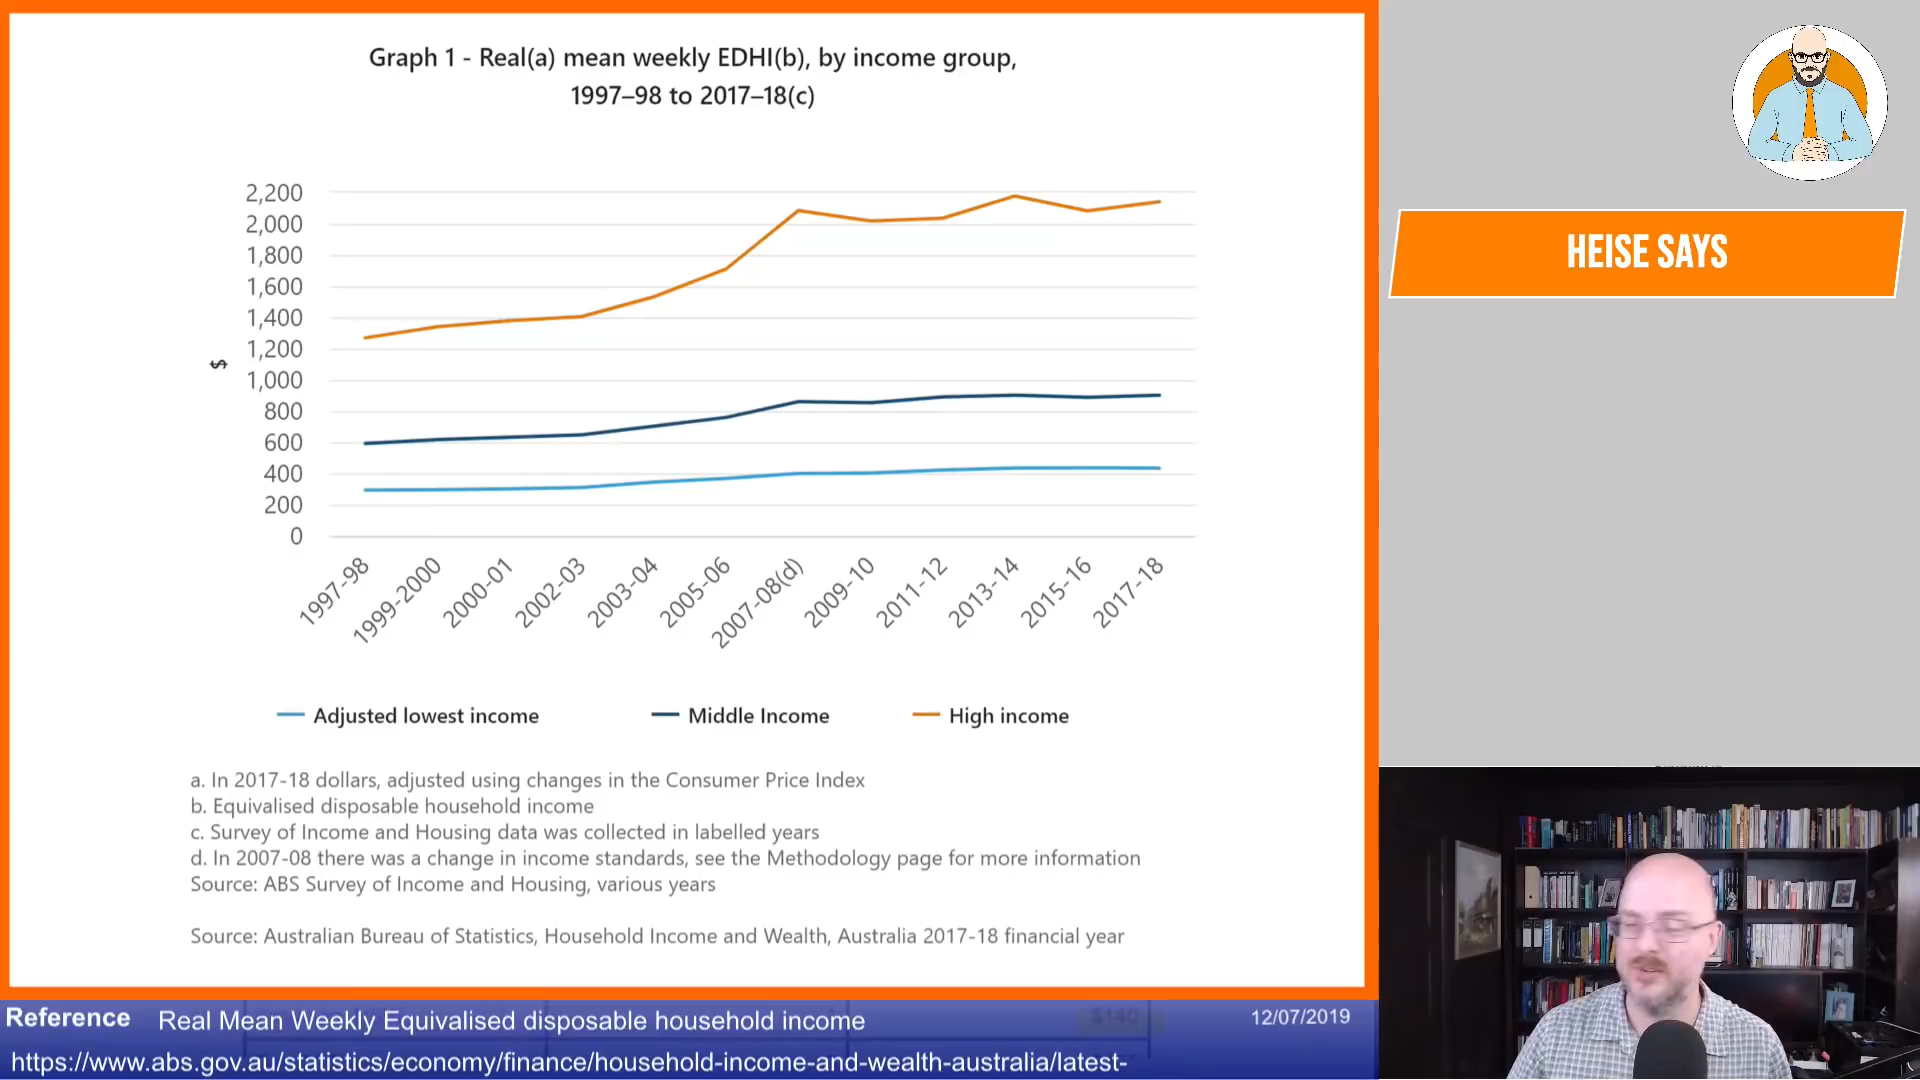 Graph 1 - Real(a) mean weekly EDHI(b), by income group,
1997–98 to 2017–18(c)
2,200
2,000
1,800
1,600
1,400
1,200
1,000
800
600
400
200
0
$
1997-98
1999-2000
2000-01
2002-03
2003-04
2005-06
2007-08(d)
2009-10
2011-12
2013-14
2015-16
2017-18
Adjusted lowest income
Middle Income
High income
a. In 2017-18 dollars, adjusted using changes in the Consumer Price Index
b. Equivalised disposable household income
c. Survey of Income and Housing data was collected in labelled years
d. In 2007-08 there was a change in income standards, see the Methodology page for more information
Source: ABS Survey of Income and Housing, various years
Source: Australian Bureau of Statistics, Household Income and Wealth, Australia 2017-18 financial year
HEISE SAYS
Reference
Real Mean Weekly Equivalised disposable household income
$140
12/07/2019
https://www.abs.gov.au/statistics/economy/finance/household-income-and-wealth-australia/latest-